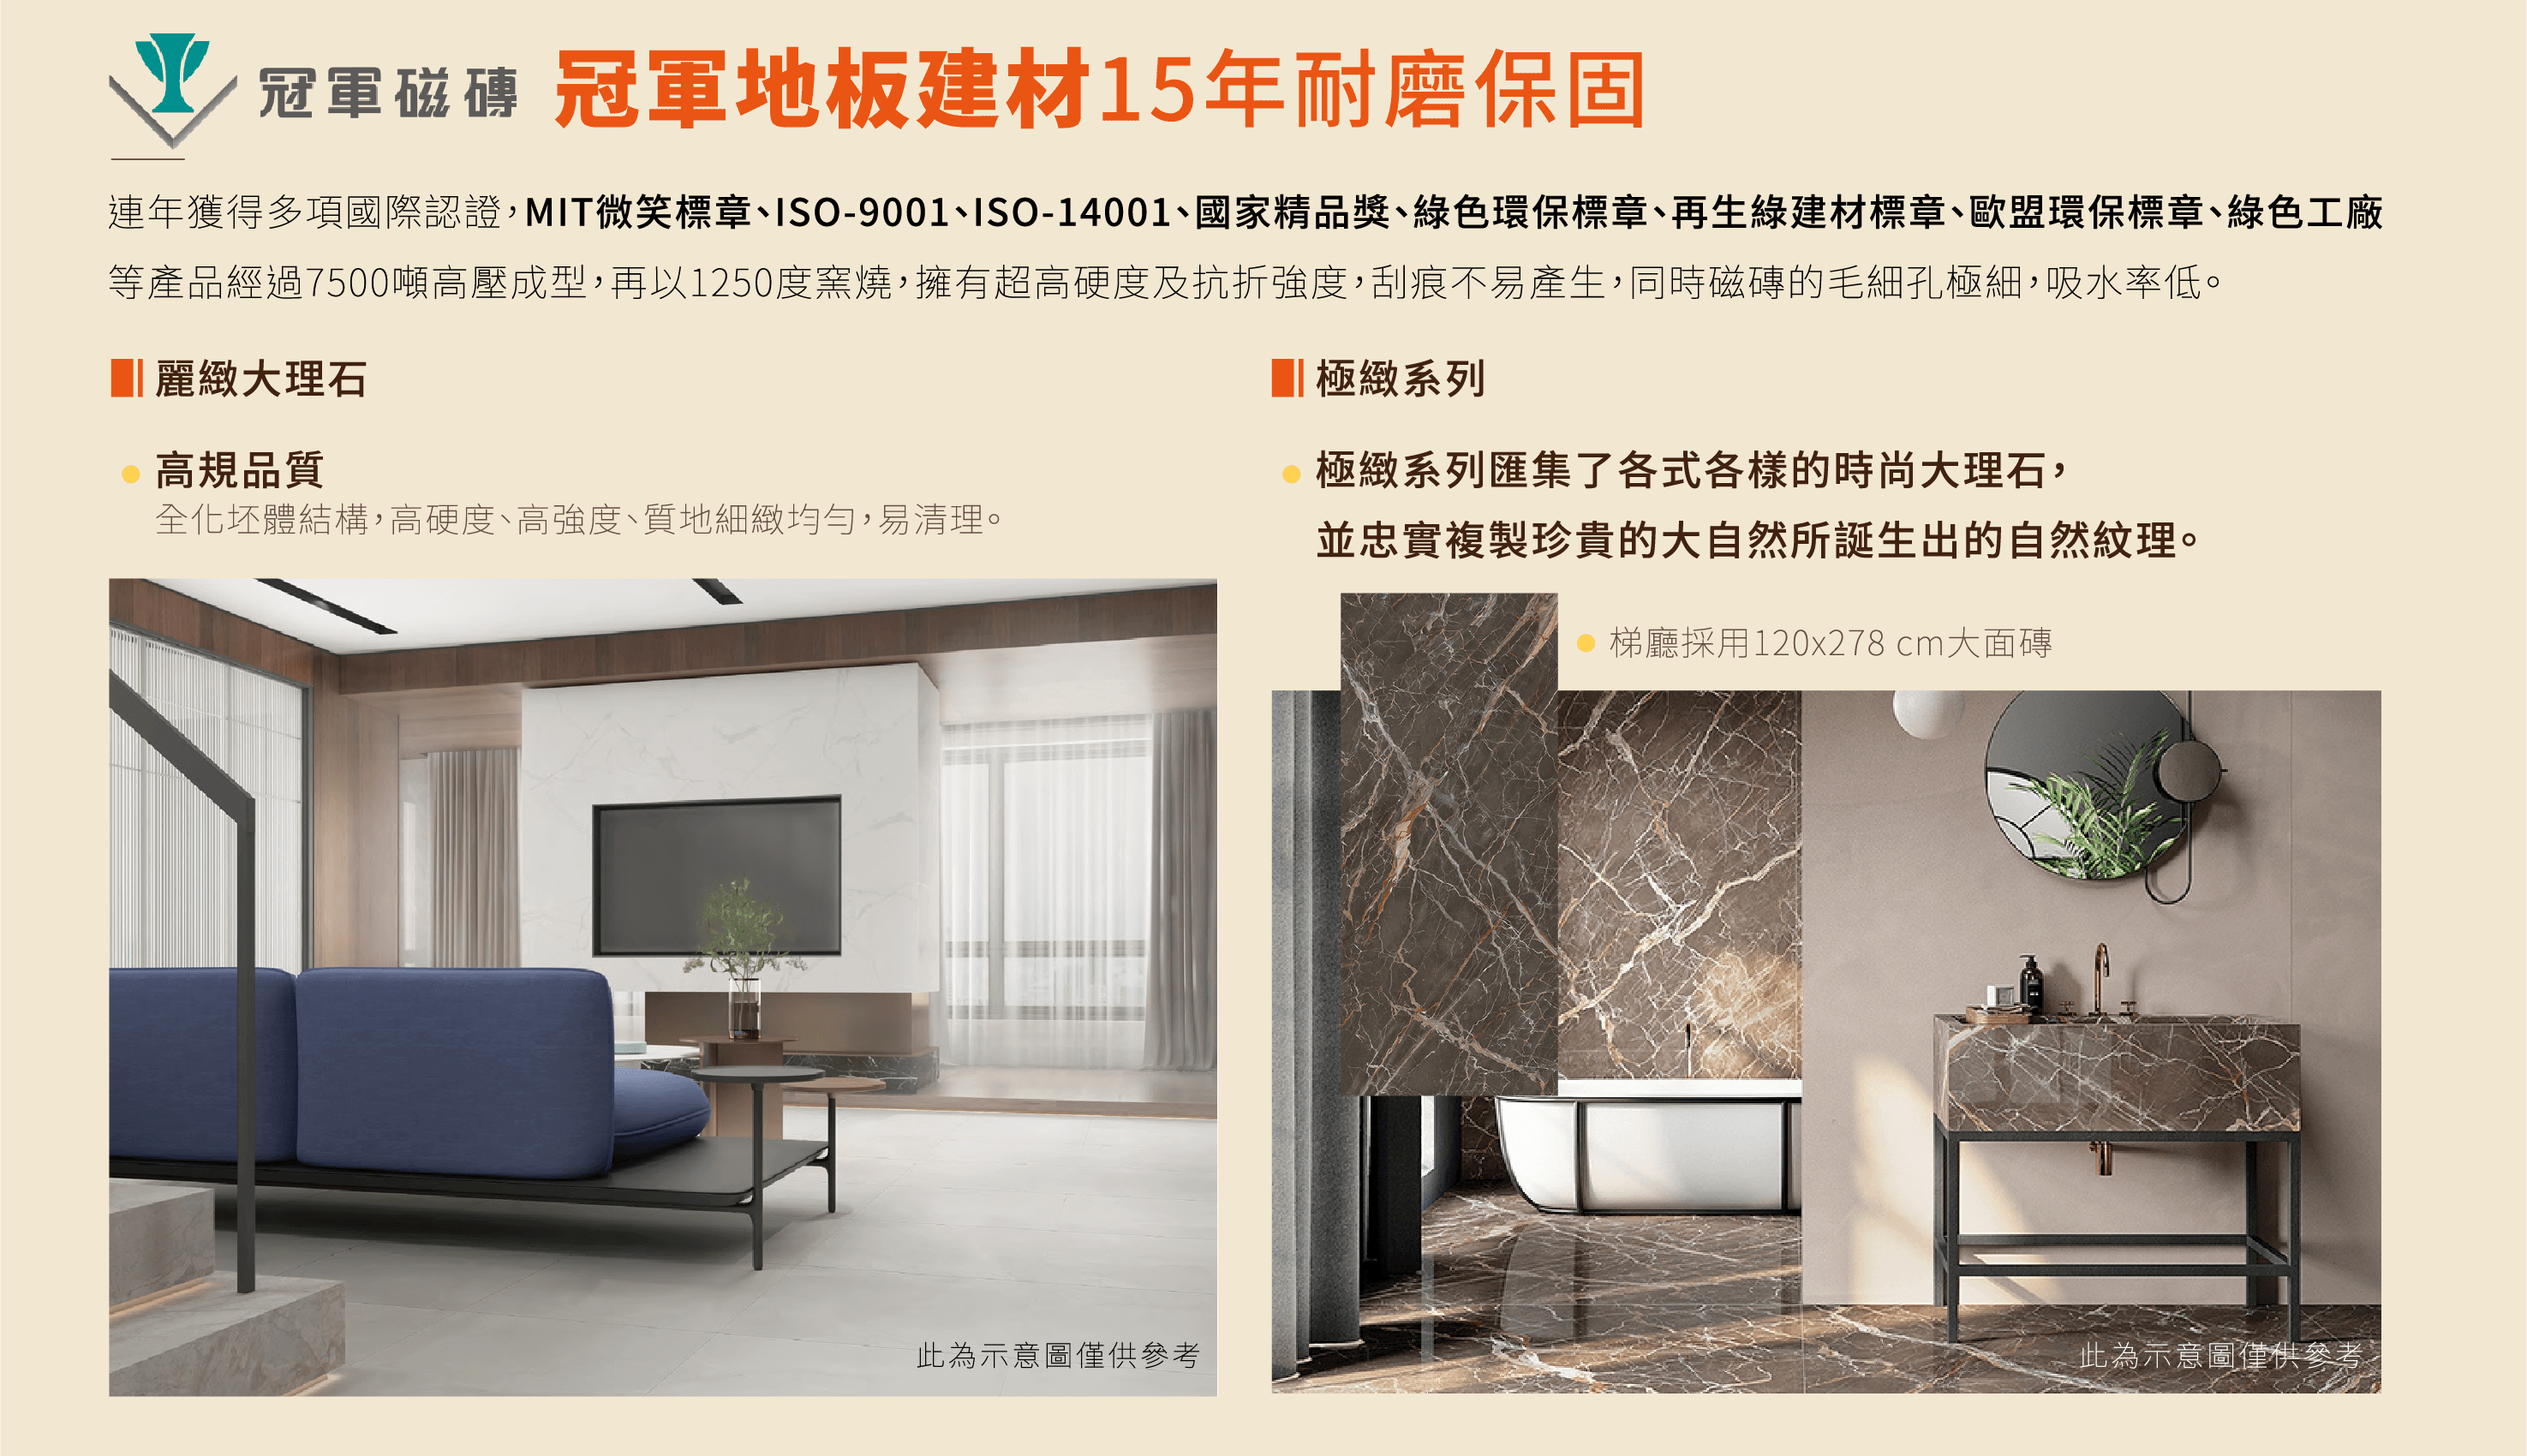 冠軍磁磚 冠軍地板建材15年耐磨保固
連年獲得多項國際認證，MIT微笑標章、ISO-9001、ISO-14001、國家精品獎、綠色環保標章、再生綠建材標章、歐盟環保標章、綠色工廠
等產品經過7500噸高壓成型，再以1250度窯燒，擁有超高硬度及抗折強度，刮痕不易產生，同時磁磚的毛細孔極細，吸水率低。
麗緻大理石
高規品質
全化坯體結構，高硬度、高強度、質地細緻均勻，易清理。
此為示意圖僅供參考
極緻系列
極緻系列匯集了各式各樣的時尚大理石，
並忠實複製珍貴的大自然所誕生出的自然紋理。
梯廳採用120x278 cm大面磚
此為示意圖僅供參考